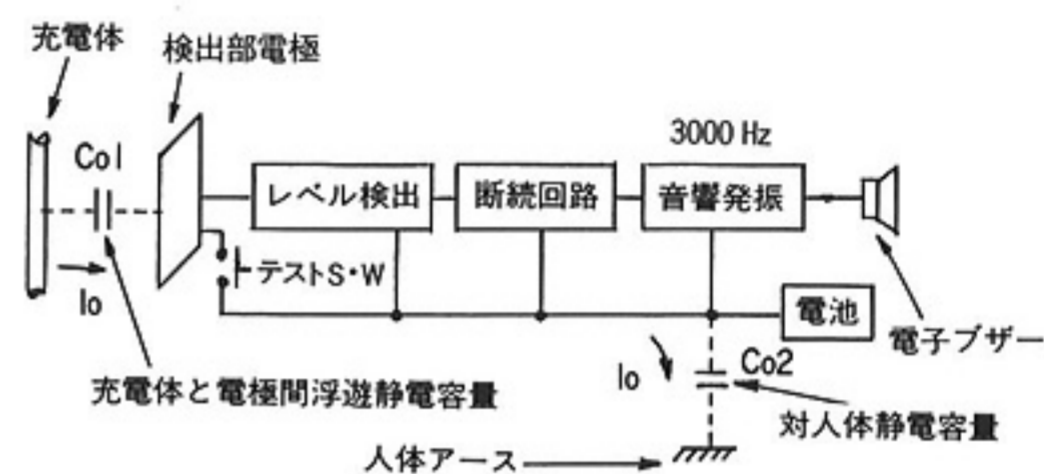 充電体
検出部電極
3000 Hz
Co1
レベル検出
断続回路
音響発振
テストS・W
Io
電池
電子ブザー
Io
Co2
充電体と電極間浮遊静電容量
対人体静電容量
人体アース